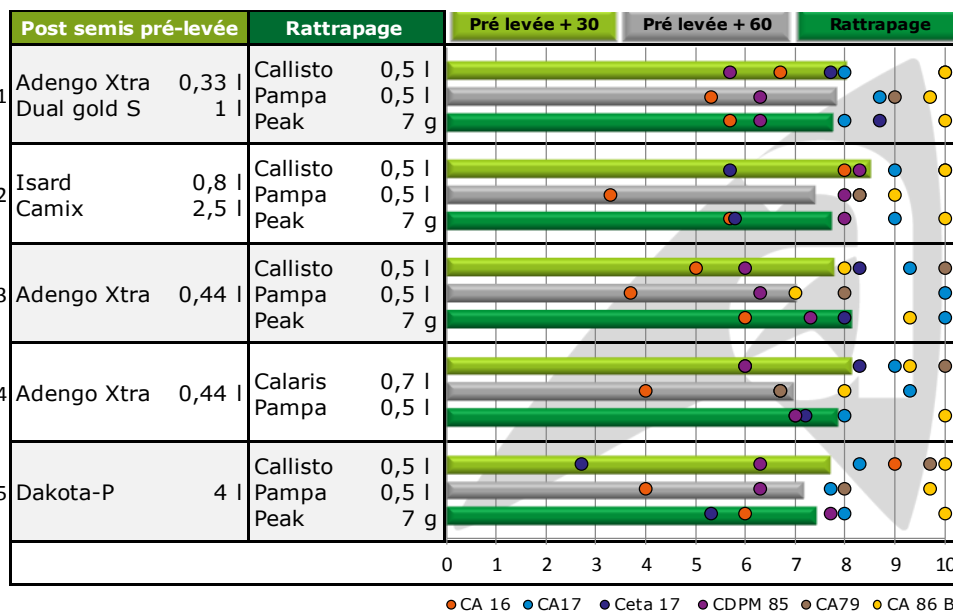 Post semis pré-levée Rattrapage Pré levée + 30 Pré levée + 60 Rattrapage
1 Adengo Xtra 0,33 l Callisto 0,5 l
Dual gold S 1 l Pampa 0,5 l
Peak 7 g
2 Isard 0,8 l Callisto 0,5 l
Camix 2,5 l Pampa 0,5 l
Peak 7 g
Callisto 0,5 l
3 Adengo Xtra 0,44 l Pampa 0,5 l
Peak 7 g
4 Adengo Xtra 0,44 l Calaris 0,7 l
Pampa 0,5 l
Callisto 0,5 l
5 Dakota-P 4 l Pampa 0,5 l
Peak 7 g
0 1 2 3 4 5 6 7 8 9 10
CA 16 CA17 Ceta 17 CDPM 85 CA79 CA 86 B